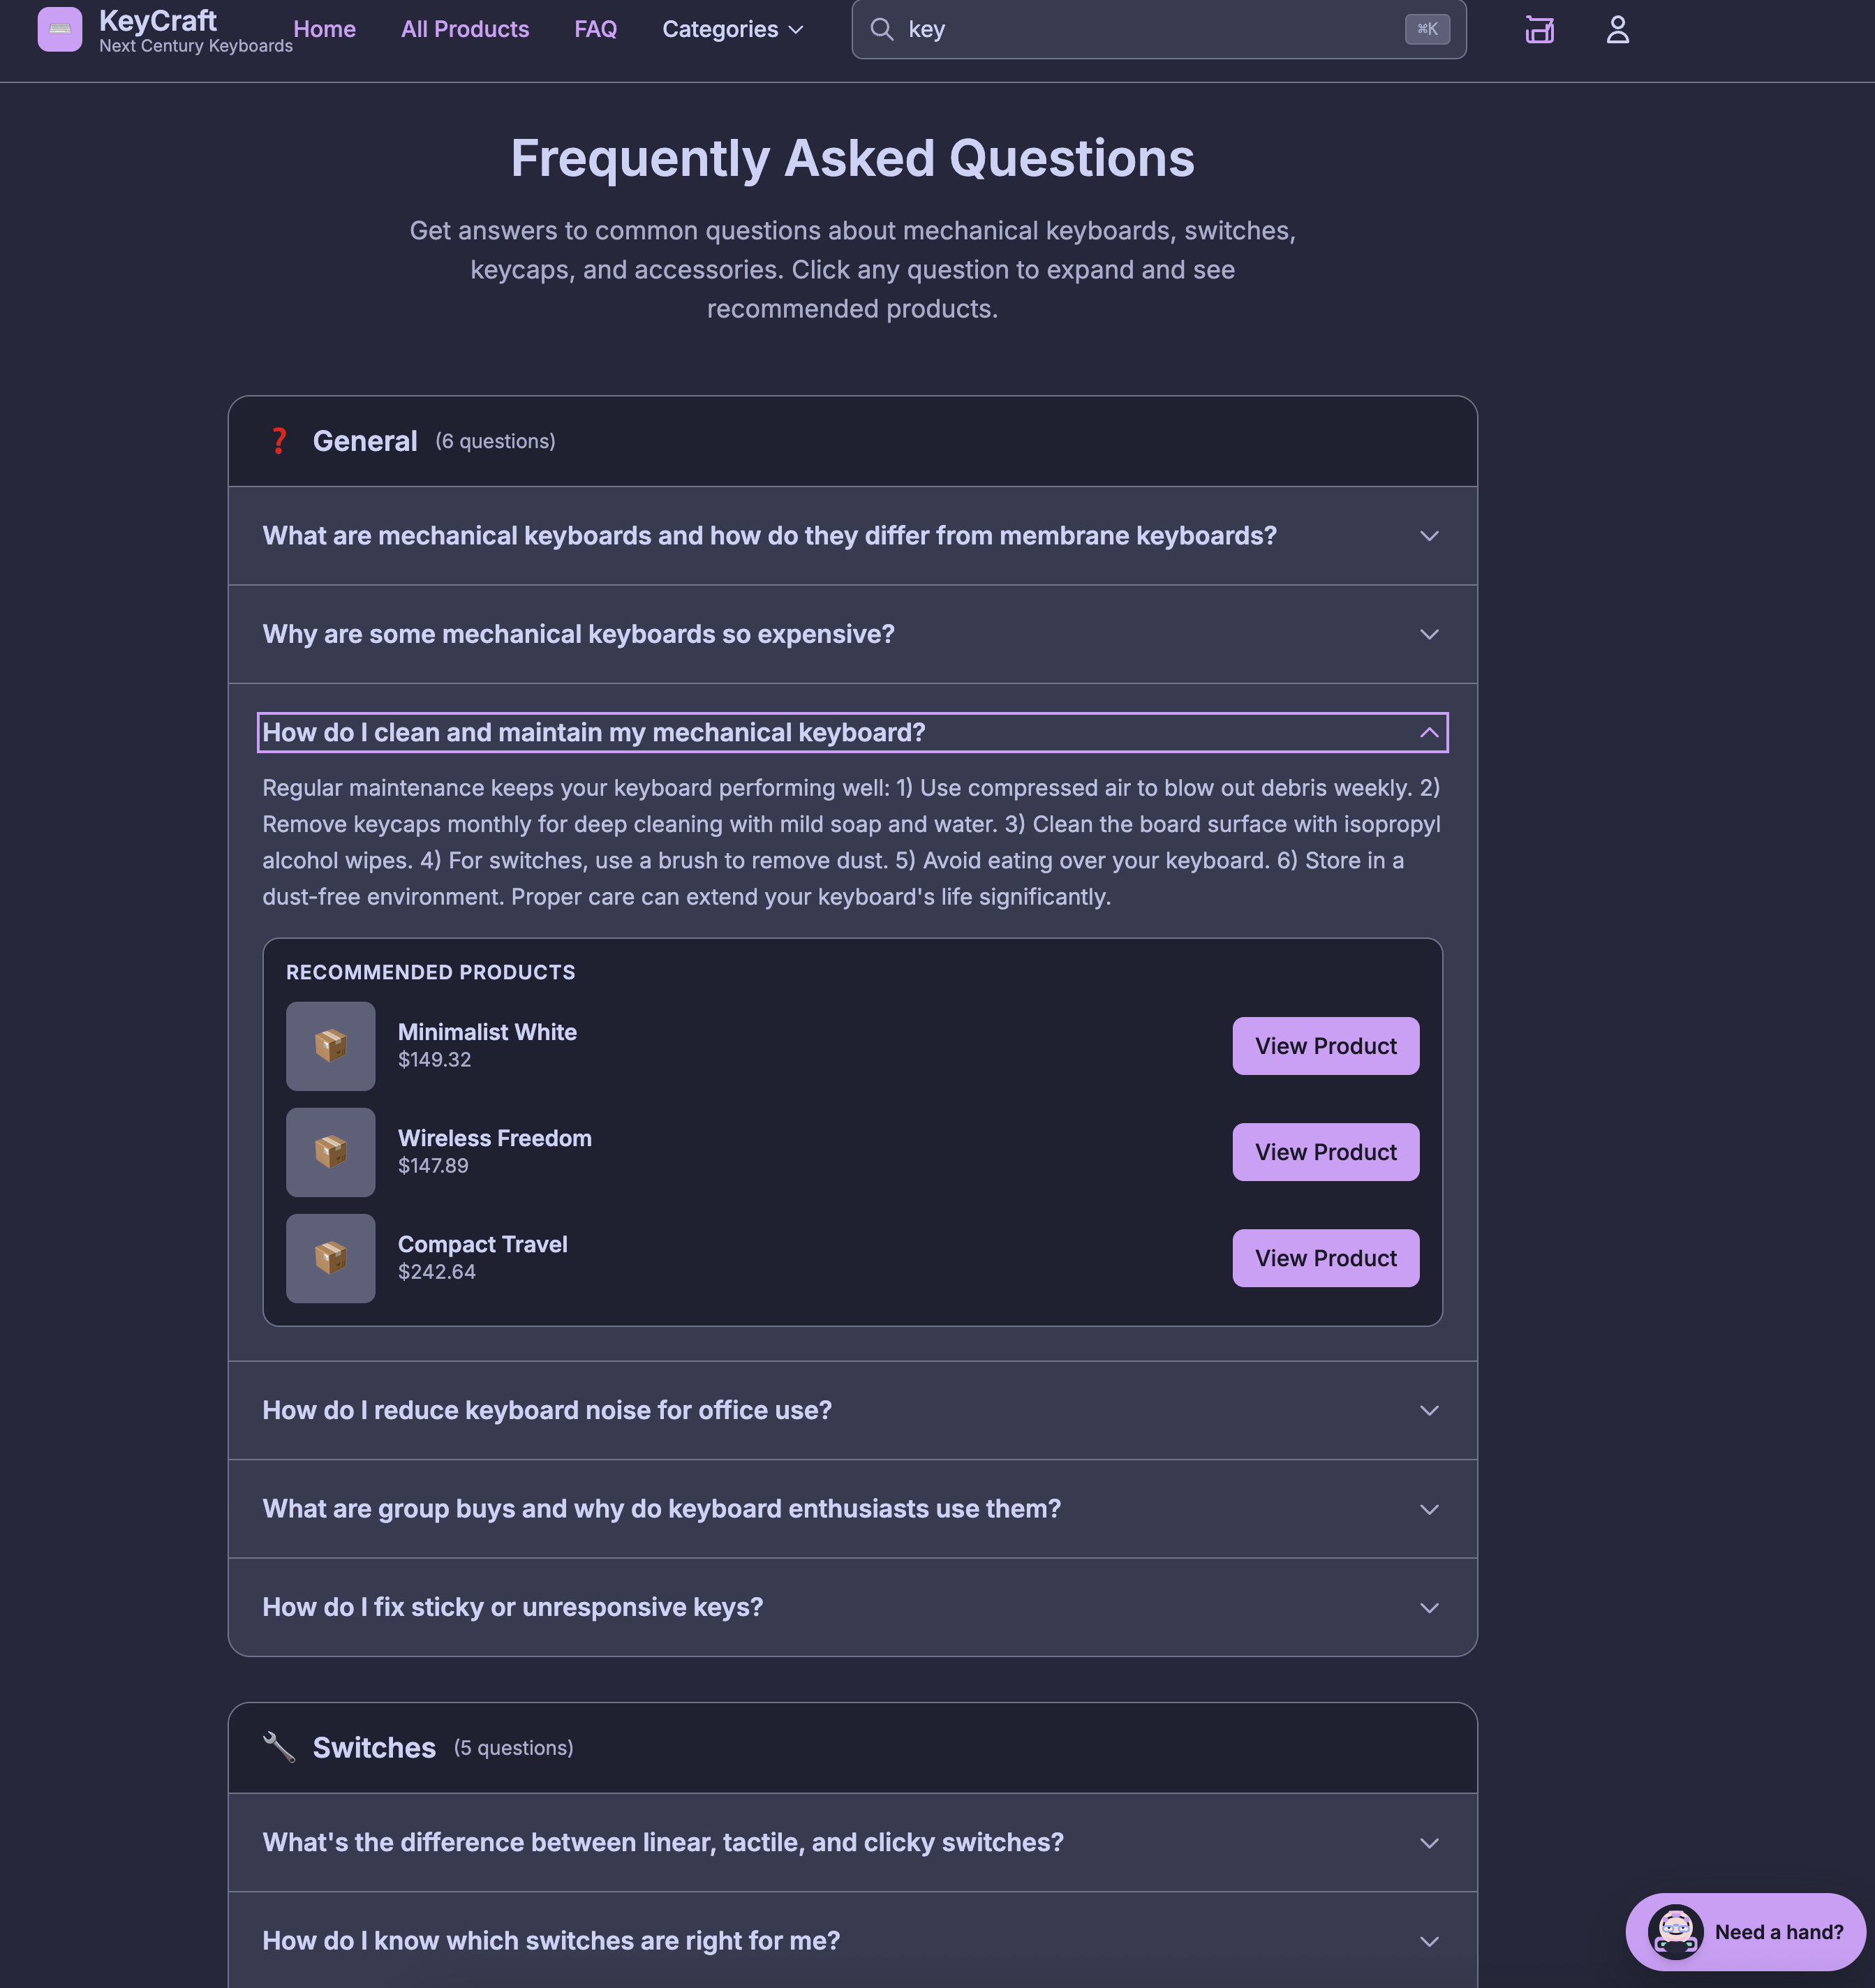 KeyCraft
Next Century Keyboards
Home
All Products
FAQ
Categories
key
⌘K
Frequently Asked Questions
Get answers to common questions about mechanical keyboards, switches,
keycaps, and accessories. Click any question to expand and see
recommended products.
General (6 questions)
What are mechanical keyboards and how do they differ from membrane keyboards?
Why are some mechanical keyboards so expensive?
How do I clean and maintain my mechanical keyboard?
Regular maintenance keeps your keyboard performing well: 1) Use compressed air to blow out debris weekly. 2)
Remove keycaps monthly for deep cleaning with mild soap and water. 3) Clean the board surface with isopropyl
alcohol wipes. 4) For switches, use a brush to remove dust. 5) Avoid eating over your keyboard. 6) Store in a
dust-free environment. Proper care can extend your keyboard's life significantly.
RECOMMENDED PRODUCTS
Minimalist White
$149.32
View Product
Wireless Freedom
$147.89
View Product
Compact Travel
$242.64
View Product
How do I reduce keyboard noise for office use?
What are group buys and why do keyboard enthusiasts use them?
How do I fix sticky or unresponsive keys?
Switches (5 questions)
What's the difference between linear, tactile, and clicky switches?
How do I know which switches are right for me?
Need a hand?